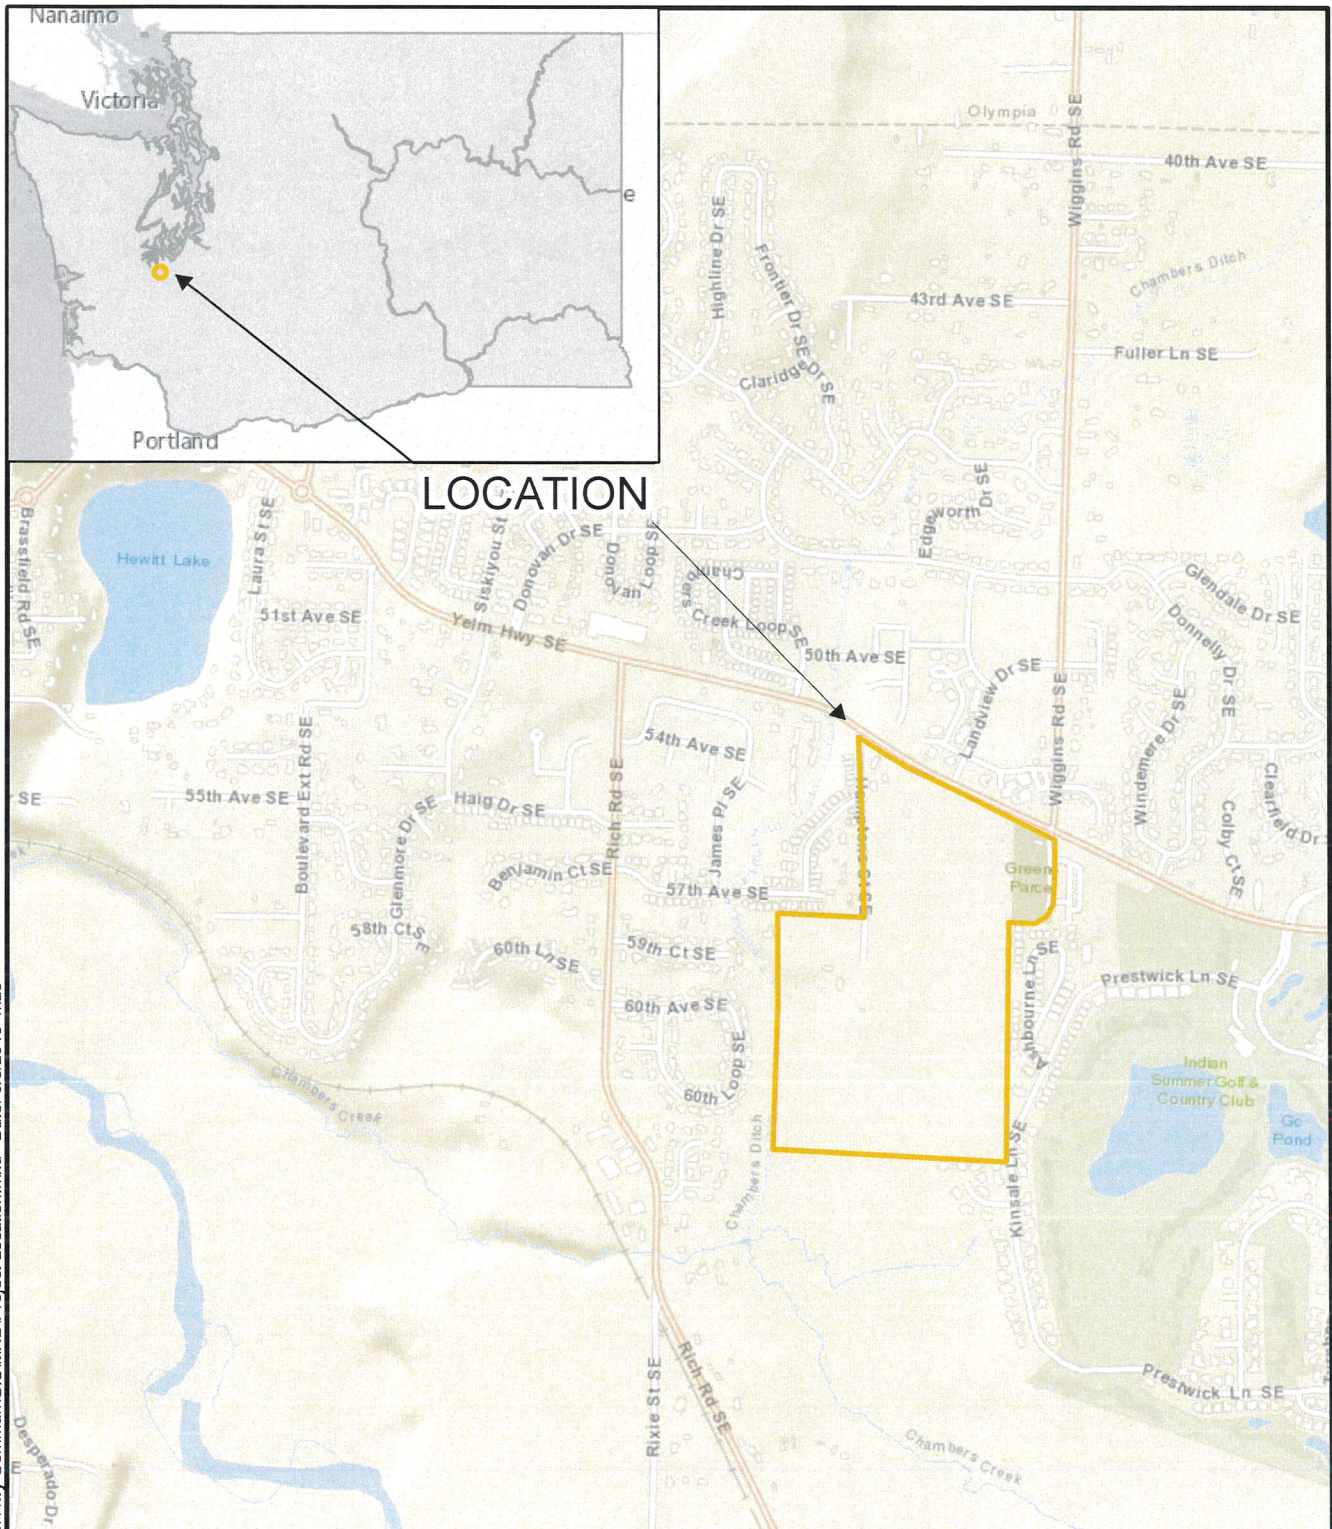 Nanaimo
Victoria
e
Portland
LOCATION
Olympia
Wiggins Rd SE
40th Ave SE
Highline Dr SE
Frontier Dr SE
Chambers Ditch
43rd Ave SE
Fuller Ln SE
Claridge Dr SE
Edgeworth Dr SE
Brassfield Rd SE
Hewitt Lake
Laura St SE
Siskiyou St
Donovan Dr SE
Donovan Loop SE
Chambers Creek Loop SE
51st Ave SE
Yelm Hwy SE
50th Ave SE
Glendale Dr SE
Donnelly Dr SE
Landview Dr SE
Wiggins Rd SE
Windemere Dr SE
54th Ave SE
Boulevard Ext Rd SE
Rich Rd SE
SE
55th Ave SE
Haig Dr SE
James Pl SE
Clearfield Dr
Colby Ct SE
Glenmore Dr SE
Benjamin Ct SE
57th Ave SE
Green
Parce
58th Ct SE
60th Ln SE
59th Ct SE
Ashbourne Ln SE
Prestwick Ln SE
60th Ave SE
60th Loop SE
Chambers Creek
Indian
Summer Golf &
Country Club
Gc
Pond
Chambers Ditch
Kinsale Ln SE
Rixie St SE
Rich Rd SE
Prestwick Ln SE
Desperado Dr
E
Chambers Creek